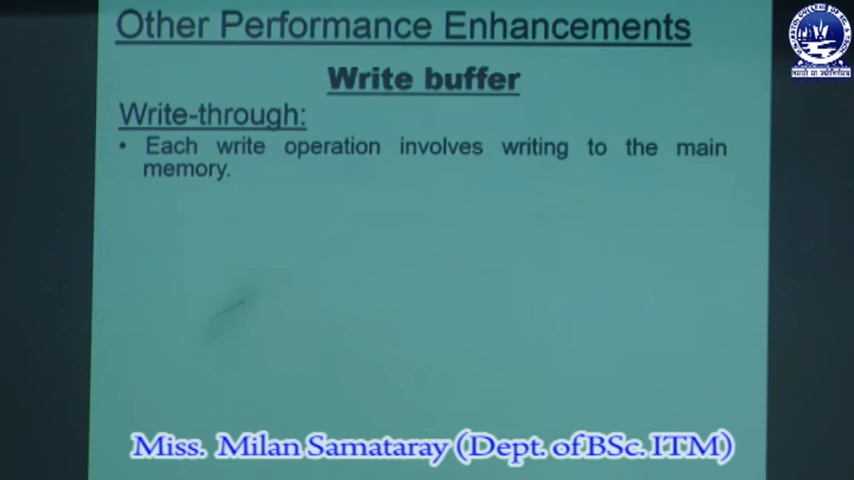 Other Performance Enhancements
Write buffer
Write-through:
• Each write operation involves writing to the main
memory.
Miss. Milan Samataray (Dept. of BSc. ITM)